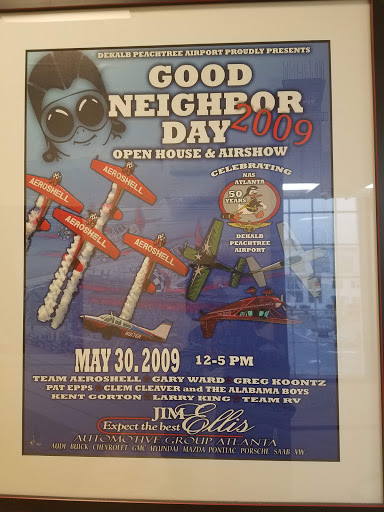 DEKALB PEACHTREE AIRPORT PROUDLY PRESENTS
GOOD
NEIGHBOR
DAY 2009
OPEN HOUSE & AIRSHOW
CELEBRATING
NAS
ATLANTA
50
YEARS
DEKALB
PEACHTREE
AIRPORT
AEROSHELL
AEROSHELL
AEROSHELL
AEROSHELL
MAY 30. 2009 12-5 PM
TEAM AEROSHELL GARY WARD GREG KOONTZ
PAT EPPS CLEM CLEAVER and THE ALABAMA BOYS
KENT GORTON LARRY KING TEAM RV
JIM Ellis
Expect the best
AUTOMOTIVE GROUP ATLANTA
AUDI BUICK CHEVROLET GMC HYUNDAI MAZDA PONTIAC PORSCHE SAAB VW